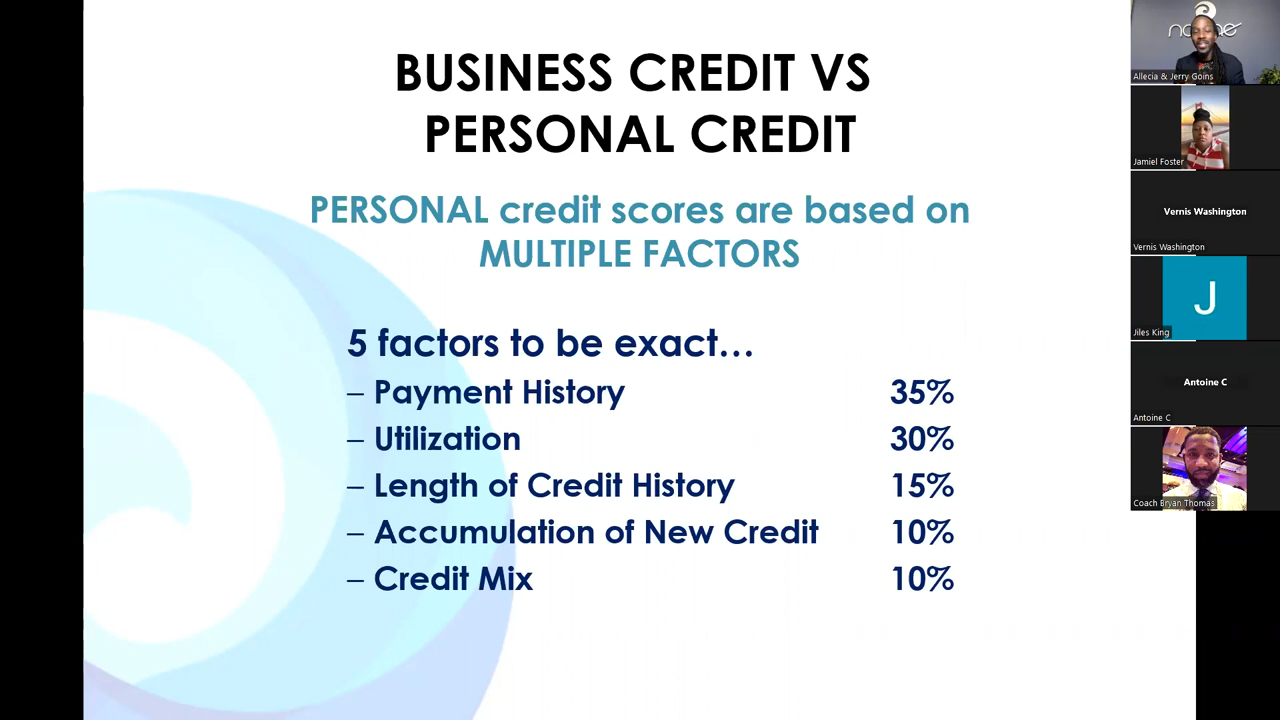 BUSINESS CREDIT VS
PERSONAL CREDIT
PERSONAL credit scores are based on
MULTIPLE FACTORS
5 factors to be exact...
– Payment History 35%
– Utilization 30%
– Length of Credit History 15%
– Accumulation of New Credit 10%
– Credit Mix 10%
Allecia & Jerry Goins
Jamiel Foster
Vernis Washington
Vernis Washington
J
Jiles King
Antoine C
Antoine C
Coach Bryan Thomas